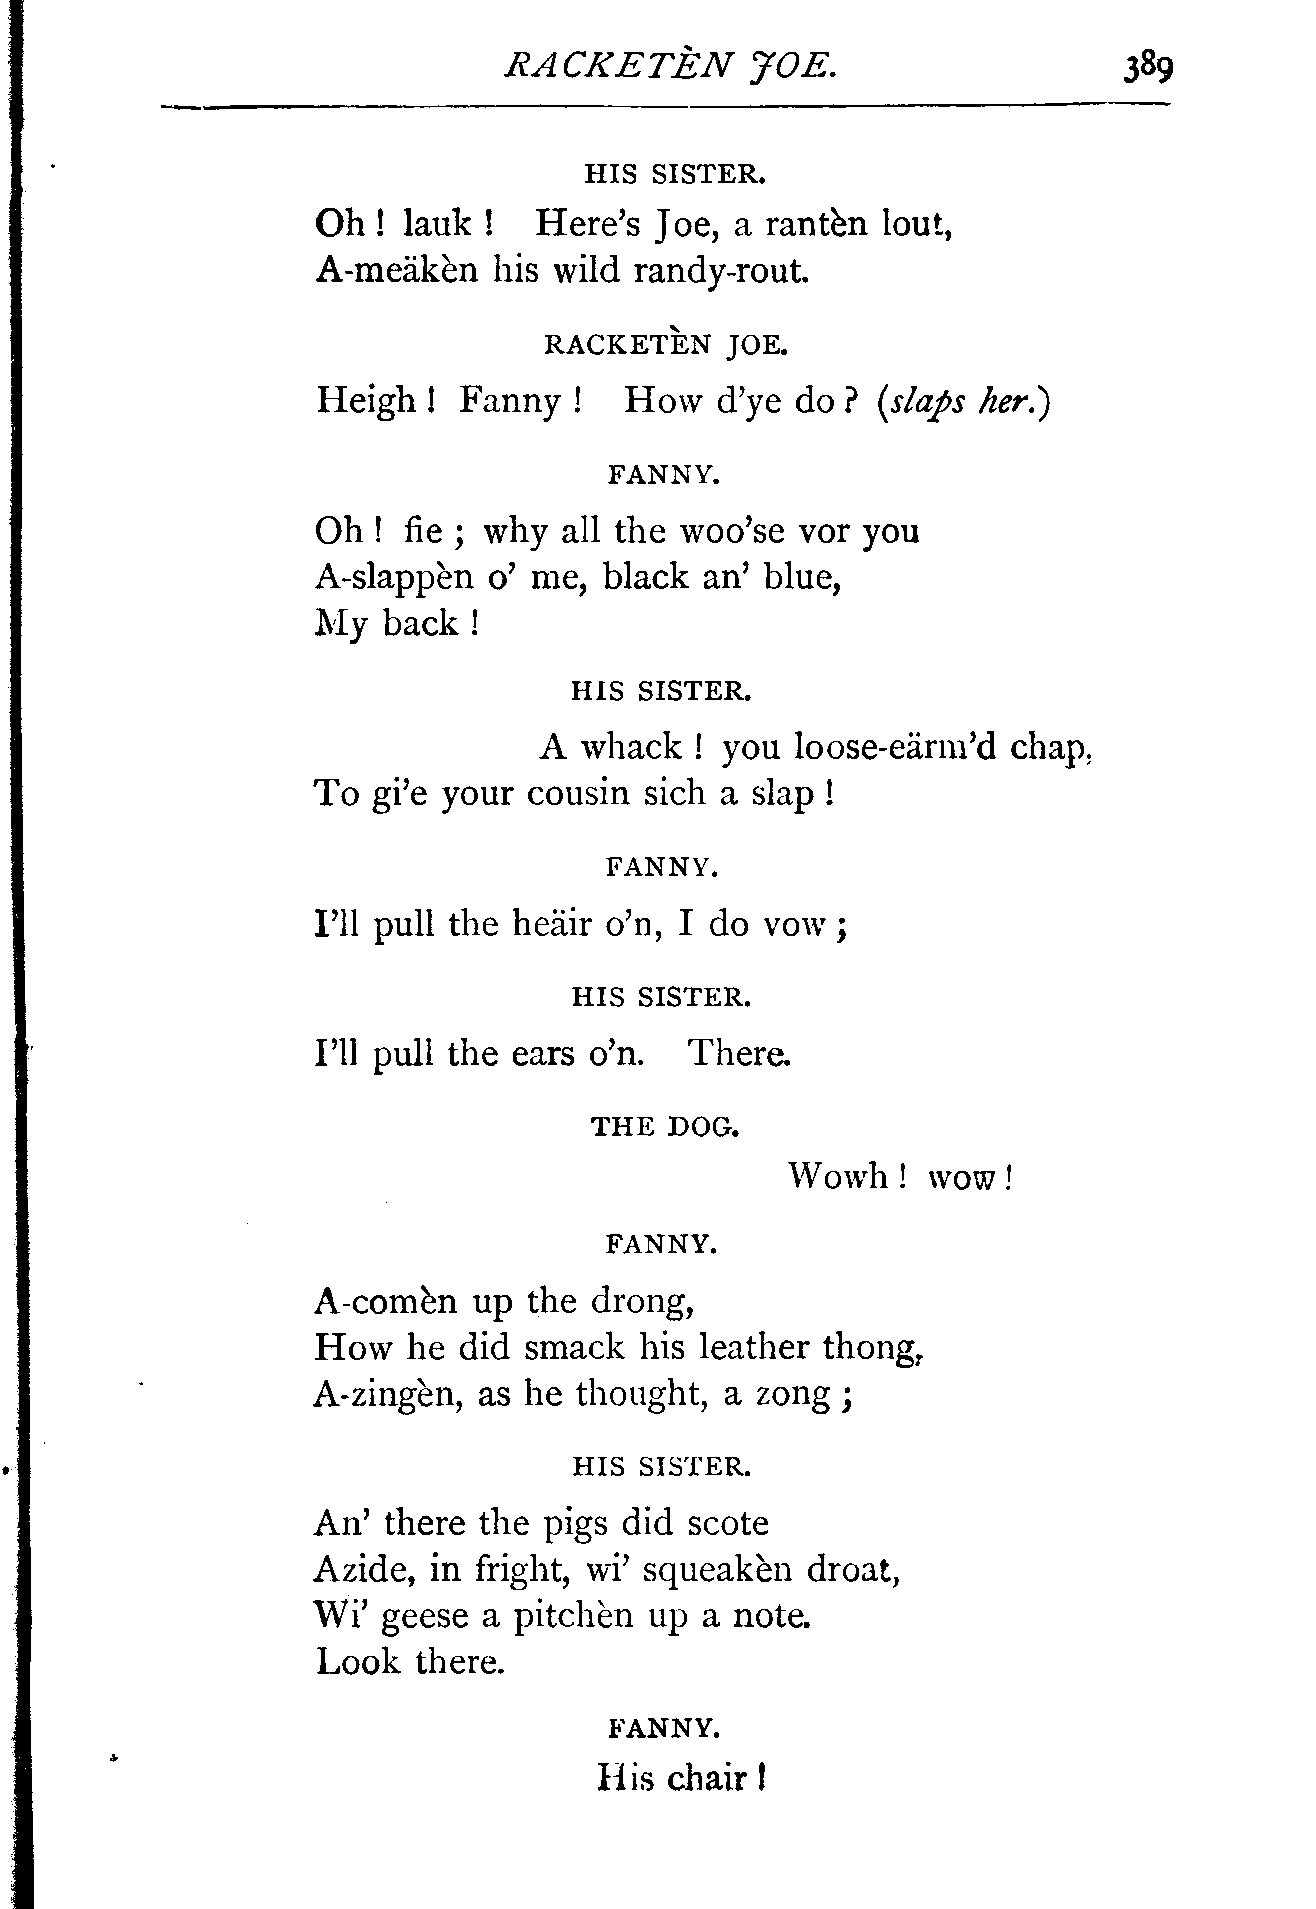 RACKETÈN JOE. 389
HIS SISTER.
Oh ! lauk ! Here's Joe, a rantèn lout,
A-meäkèn his wild randy-rout.
RACKETÈN JOE.
Heigh ! Fanny ! How d'ye do ? (slaps her.)
FANNY.
Oh ! fie ; why all the woo'se vor you
A-slappèn o' me, black an' blue,
My back !
HIS SISTER.
A whack ! you loose-eärm'd chap,
To gi'e your cousin sich a slap !
FANNY.
I'll pull the heäir o'n, I do vow ;
HIS SISTER.
I'll pull the ears o'n. There.
THE DOG.
Wowh ! wow !
FANNY.
A-comèn up the drong,
How he did smack his leather thong,
A-zingèn, as he thought, a zong ;
HIS SISTER.
An' there the pigs did scote
Azide, in fright, wi' squeakèn droat,
Wi' geese a pitchèn up a note.
Look there.
FANNY.
His chair !